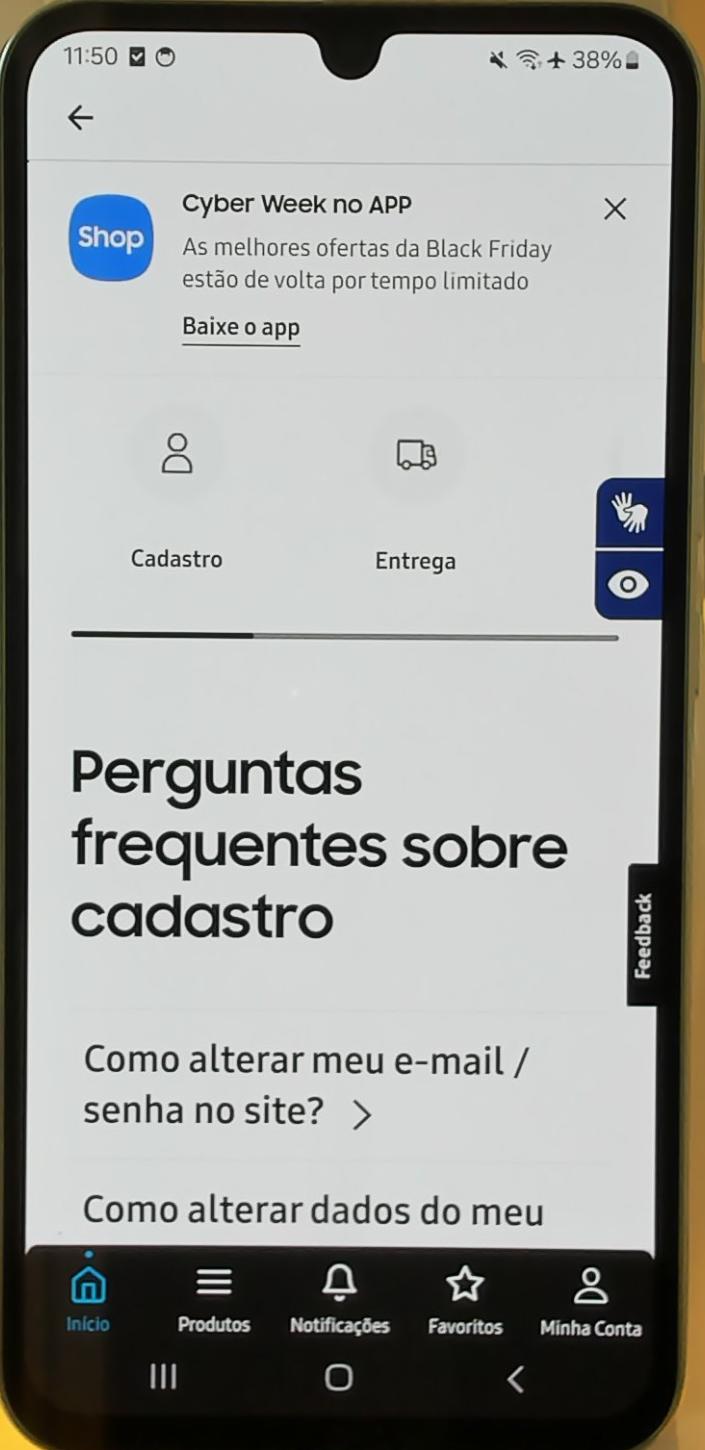 11:50
38%
Shop
Cyber Week no APP
As melhores ofertas da Black Friday
estão de volta por tempo limitado
Baixe o app
Cadastro
Entrega
Perguntas
frequentes sobre
cadastro
Feedback
Como alterar meu e-mail /
senha no site?
Como alterar dados do meu
Início
Produtos
Notificações
Favoritos
Minha Conta